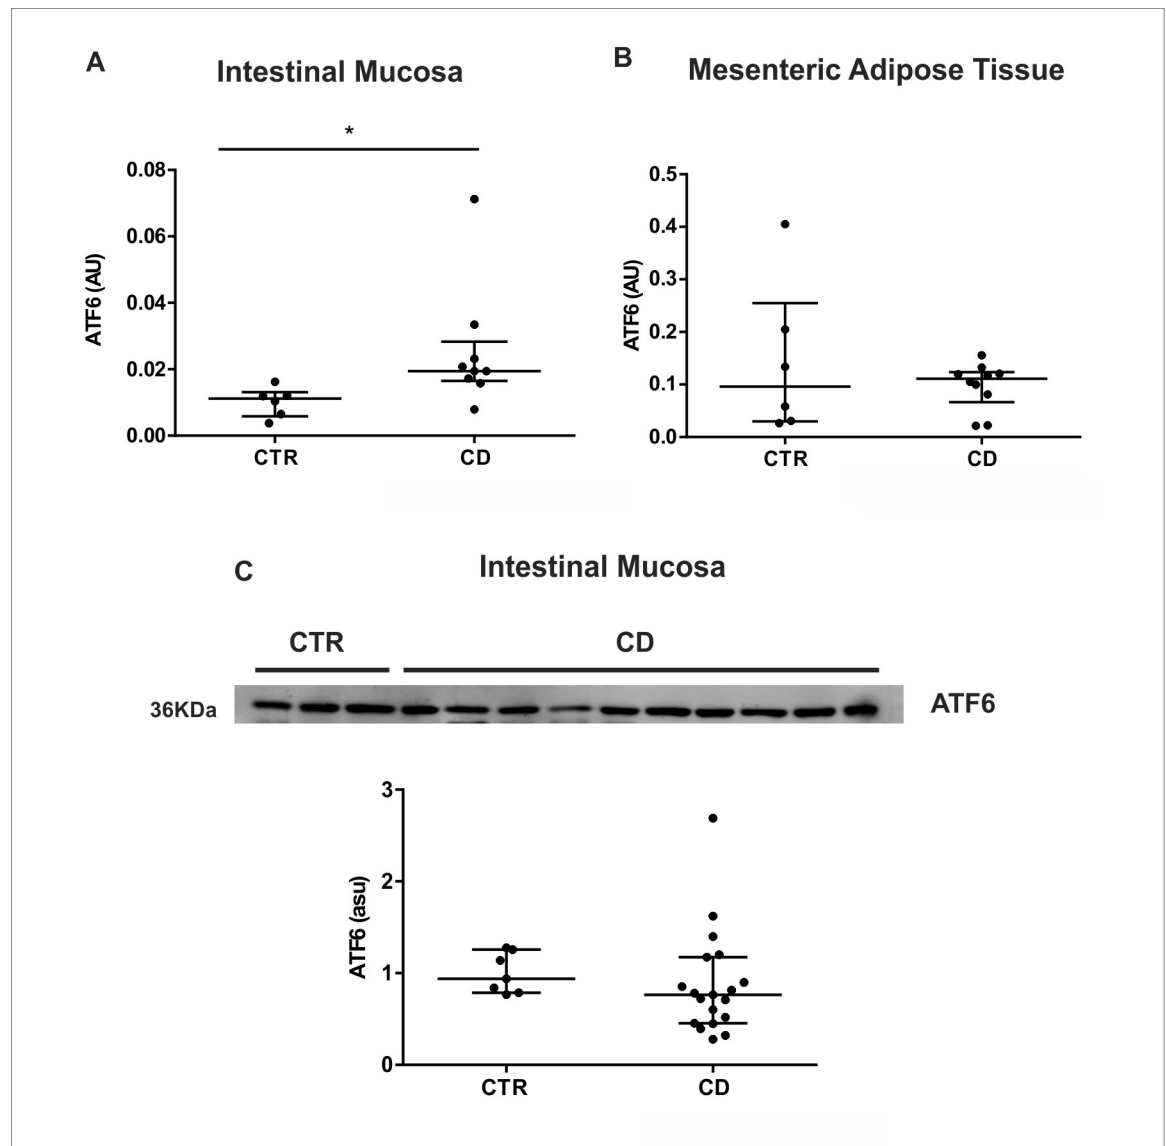 A
Intestinal Mucosa
*
ATF6 (AU)
0.08
0.06
0.04
0.02
0.00
CTR
CD
B
Mesenteric Adipose Tissue
ATF6 (AU)
0.5
0.4
0.3
0.2
0.1
0.0
CTR
CD
C
Intestinal Mucosa
CTR
CD
36KDa
ATF6
ATF6 (asu)
3
2
1
0
CTR
CD